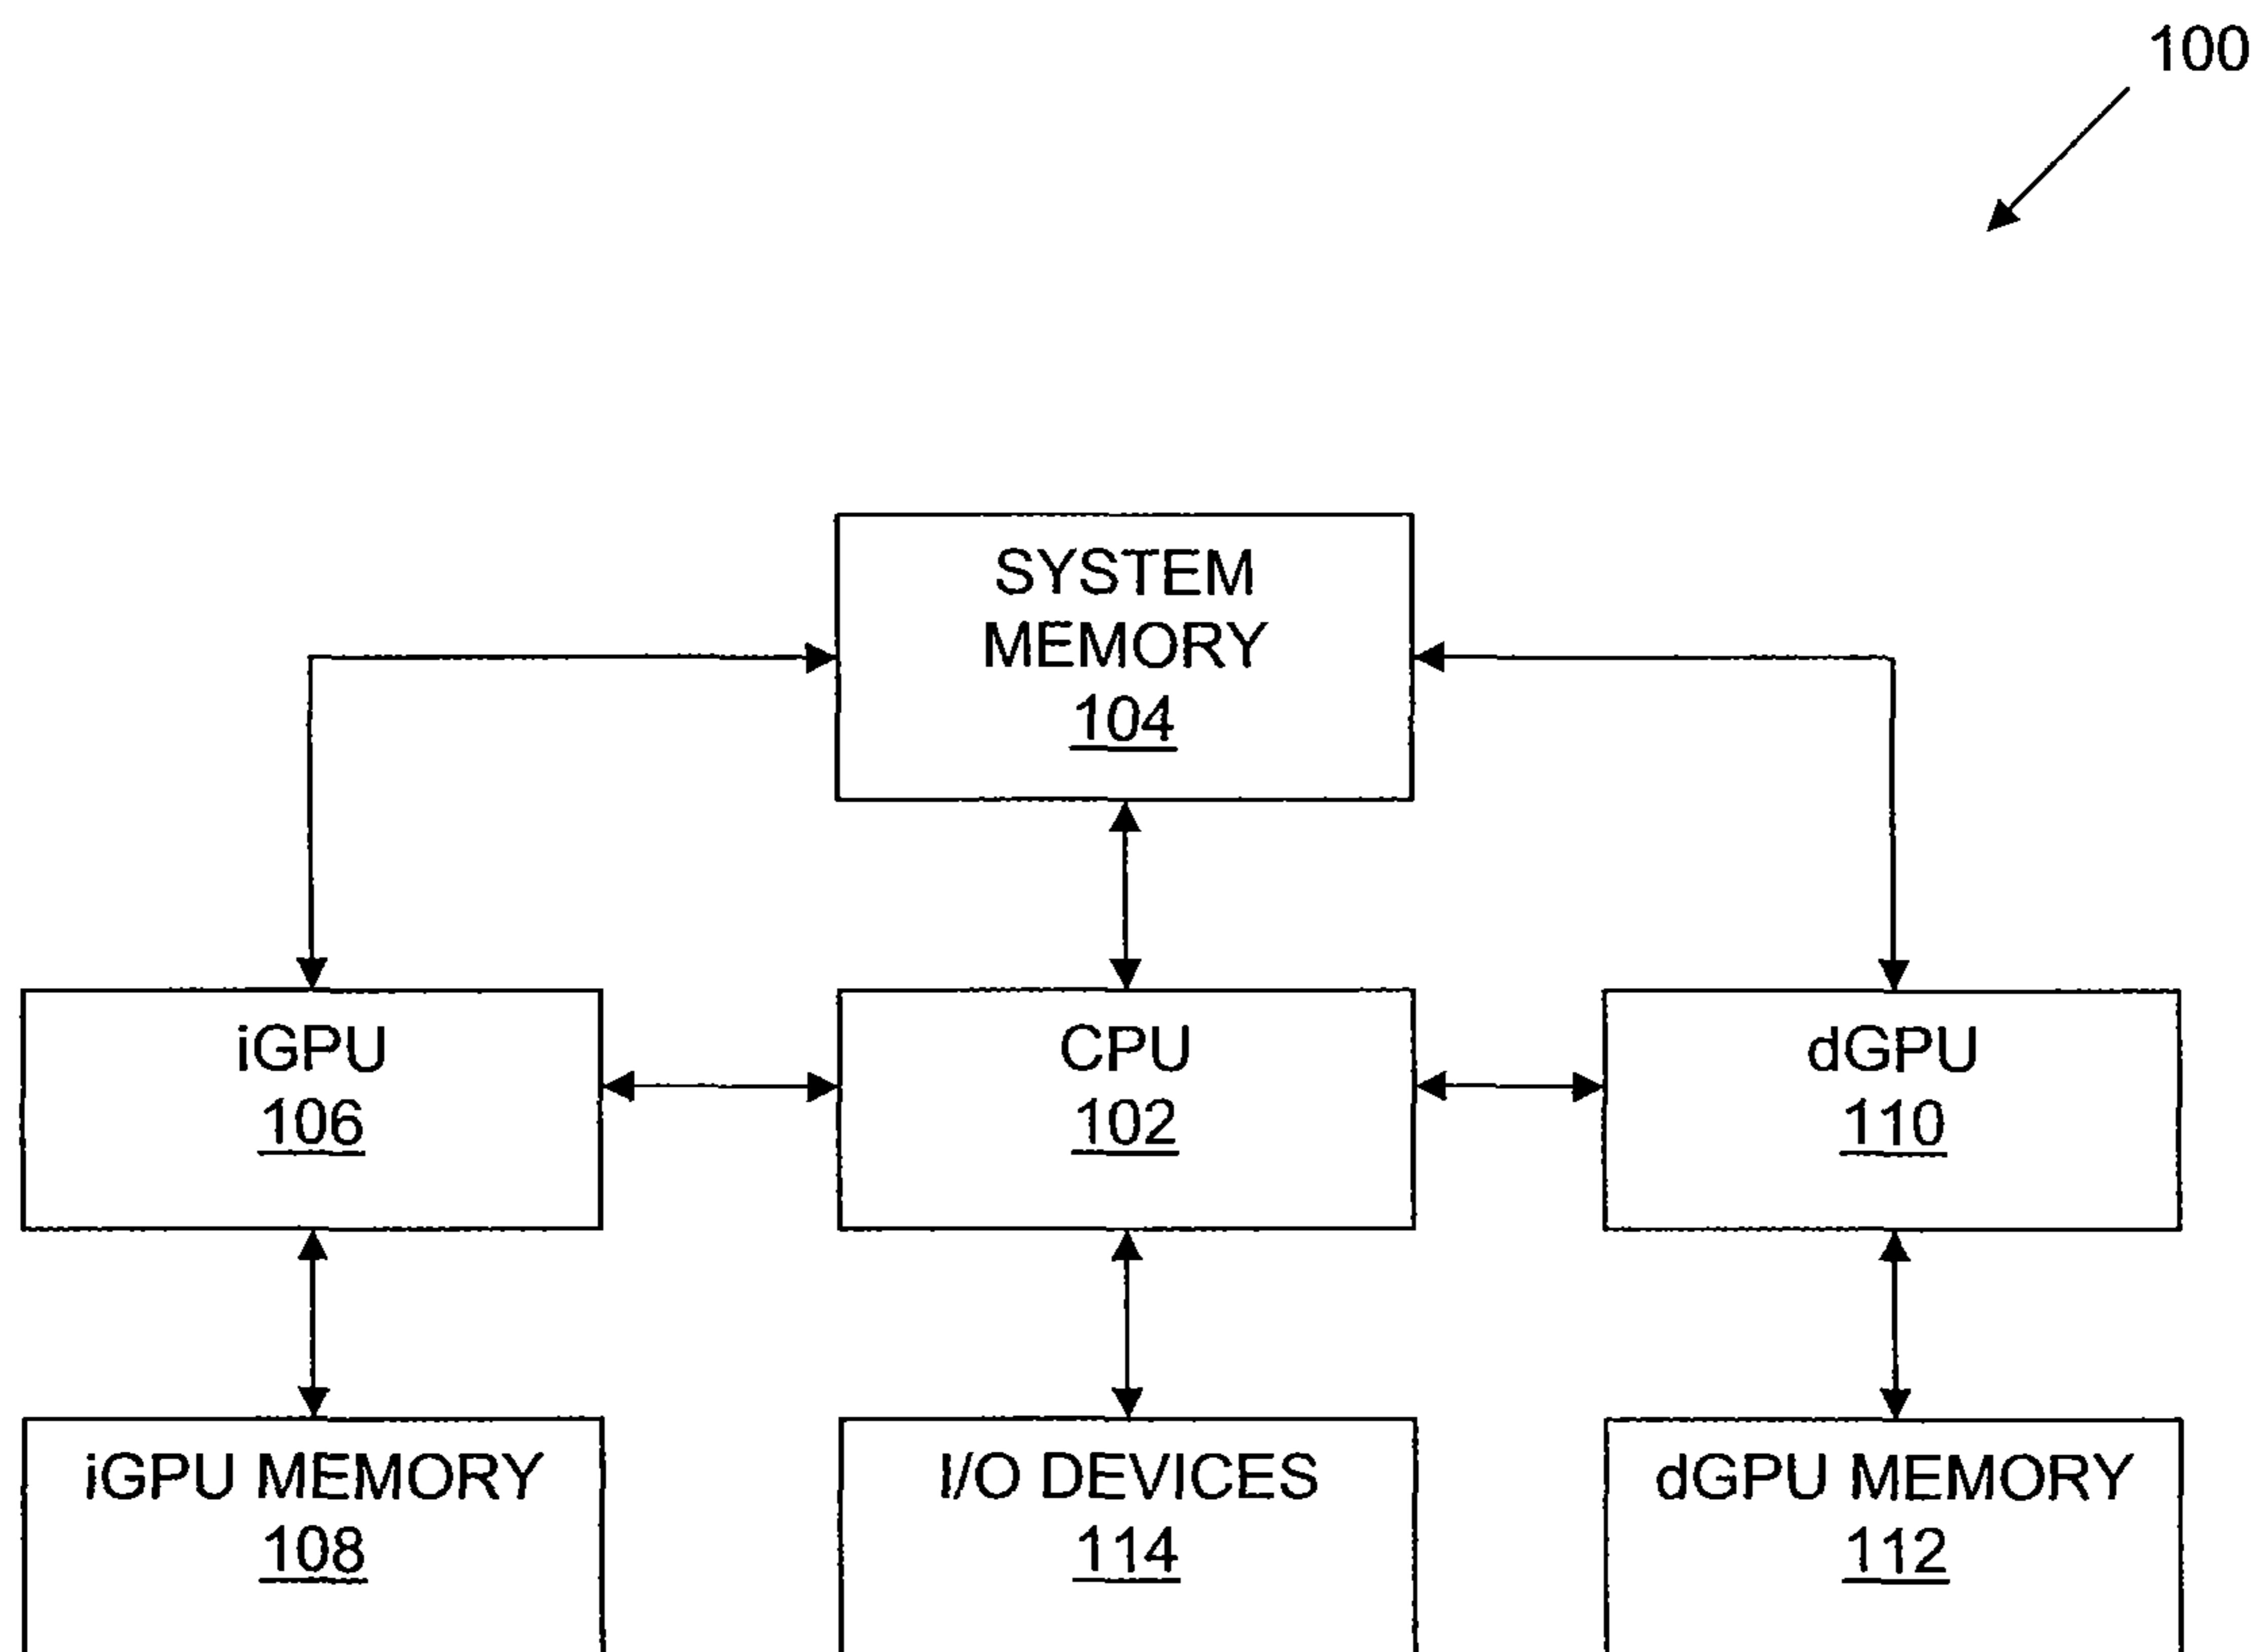 100
SYSTEM
MEMORY
104
iGPU
106
CPU
102
dGPU
110
iGPU MEMORY
108
I/O DEVICES
114
dGPU MEMORY
112